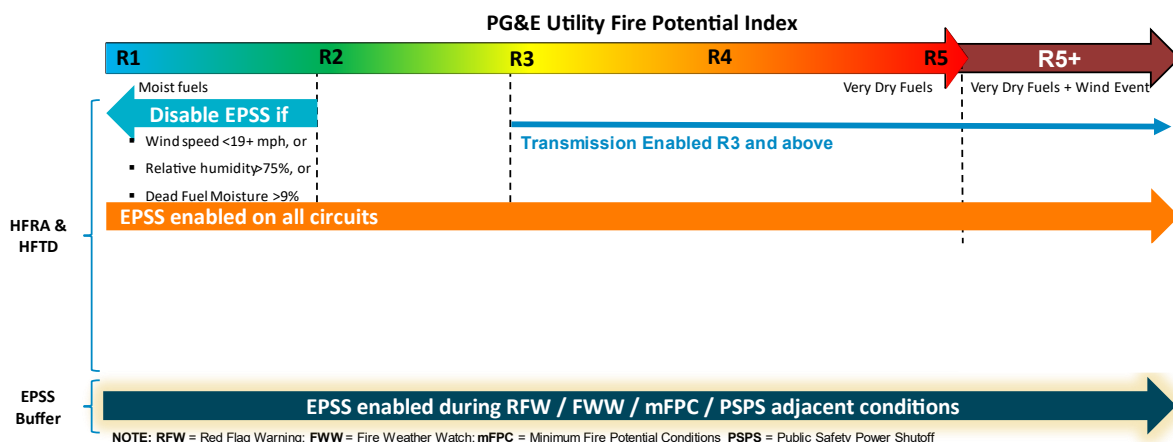 PG&E Utility Fire Potential Index
R1 R2 R3 R4 R5 R5+
Moist fuels
Very Dry Fuels
Very Dry Fuels + Wind Event
Disable EPSS if
▪ Wind speed <19+ mph, or
▪ Relative humidity>75%, or
▪ Dead Fuel Moisture >9%
Transmission Enabled R3 and above
HFRA &
HFTD
EPSS enabled on all circuits
EPSS
Buffer
EPSS enabled during RFW / FWW / mFPC / PSPS adjacent conditions
NOTE: RFW = Red Flag Warning; FWW = Fire Weather Watch; mFPC = Minimum Fire Potential Conditions PSPS = Public Safety Power Shutoff